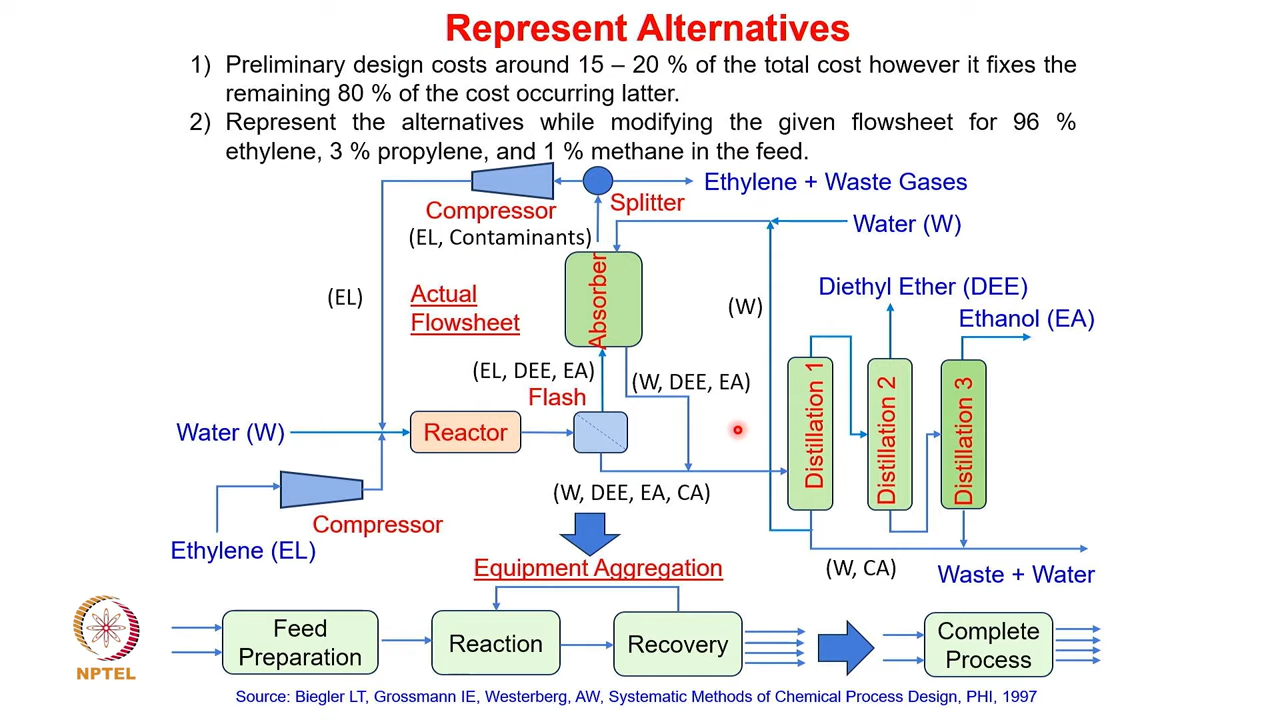 Represent Alternatives
1) Preliminary design costs around 15 – 20 % of the total cost however it fixes the
remaining 80 % of the cost occurring latter.
2) Represent the alternatives while modifying the given flowsheet for 96 %
ethylene, 3 % propylene, and 1 % methane in the feed.
Ethylene + Waste Gases
Compressor
Splitter
Water (W)
(EL, Contaminants)
Absorber
(EL)
Actual
Flowsheet
(W)
Diethyl Ether (DEE)
Ethanol (EA)
(EL, DEE, EA)
(W, DEE, EA)
Flash
Water (W)
Reactor
Distillation 1
Distillation 2
Distillation 3
(W, DEE, EA, CA)
Compressor
Ethylene (EL)
(W, CA)
Waste + Water
Equipment Aggregation
Feed
Preparation
Reaction
Recovery
Complete
Process
NPTEL
Source: Biegler LT, Grossmann IE, Westerberg, AW, Systematic Methods of Chemical Process Design, PHI, 1997